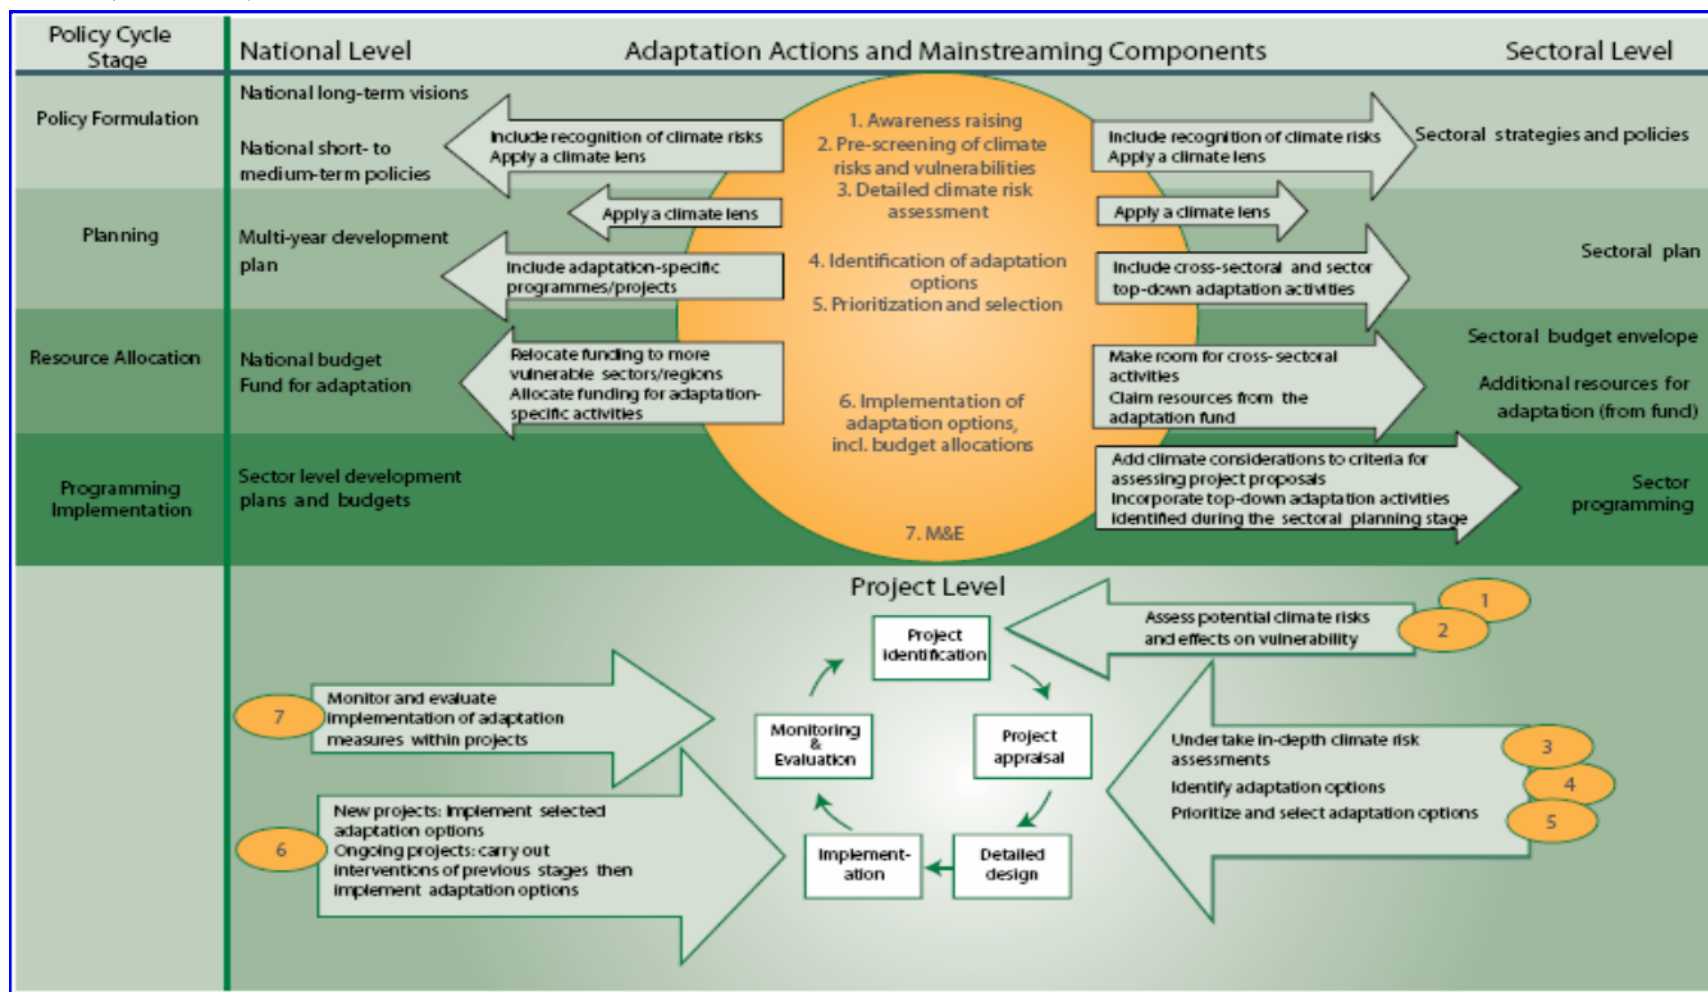 Policy Cycle
Stage
National Level
Adaptation Actions and Mainstreaming Components
Sectoral Level
Policy Formulation
National long-term visions
National short- to
medium-term policies
Include recognition of climate risks
Apply a climate lens
1. Awareness raising
2. Pre-screening of climate
risks and vulnerabilities
3. Detailed climate risk
assessment
Include recognition of climate risks
Apply a climate lens
Sectoral strategies and policies
Planning
Multi-year development
plan
Apply a climate lens
Include adaptation-specific
programmes/projects
4. Identification of adaptation
options
5. Prioritization and selection
Apply a climate lens
Include cross-sectoral and sector
top-down adaptation activities
Sectoral plan
Resource Allocation
National budget
Fund for adaptation
Relocate funding to more
vulnerable sectors/regions
Allocate funding for adaptation-
specific activities
6. Implementation of
adaptation options,
incl. budget allocations
Make room for cross-sectoral
activities
Claim resources from the
adaptation fund
Sectoral budget envelope
Additional resources for
adaptation (from fund)
Programming
Implementation
Sector level development
plans and budgets
7. M&E
Add climate considerations to criteria for
assessing project proposals
Incorporate top-down adaptation activities
identified during the sectoral planning stage
Sector
programming
Project Level
Project
identification
Assess potential climate risks
and effects on vulnerability
1
2
7
Monitor and evaluate
implementation of adaptation
measures within projects
Monitoring
&
Evaluation
Project
appraisal
Undertake in-depth climate risk
assessments
Identify adaptation options
Prioritize and select adaptation options
3
4
5
6
New projects: implement selected
adaptation options
Ongoing projects: carry out
interventions of previous stages then
implement adaptation options
Implement-
ation
Detailed
design